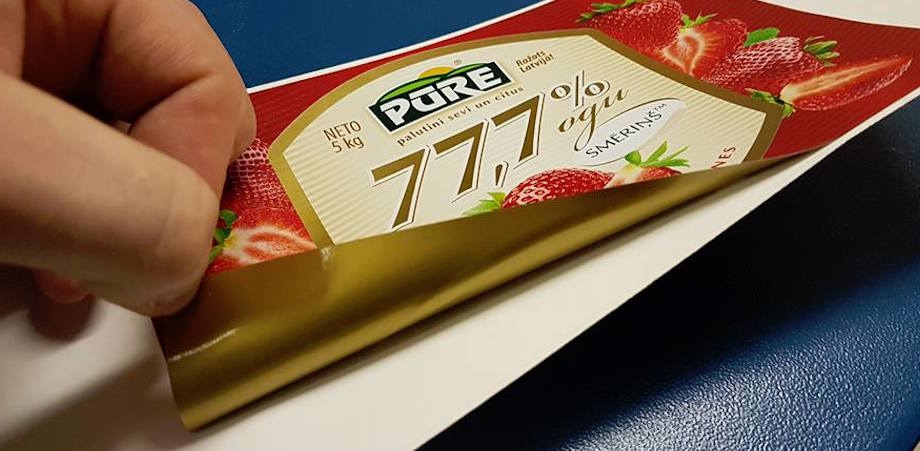 PŪRE®
Ražots
Latvijā!
palutini sevi un citus
NETO
5 kg
77,7%
ogu
SMĒRIŅŠ™